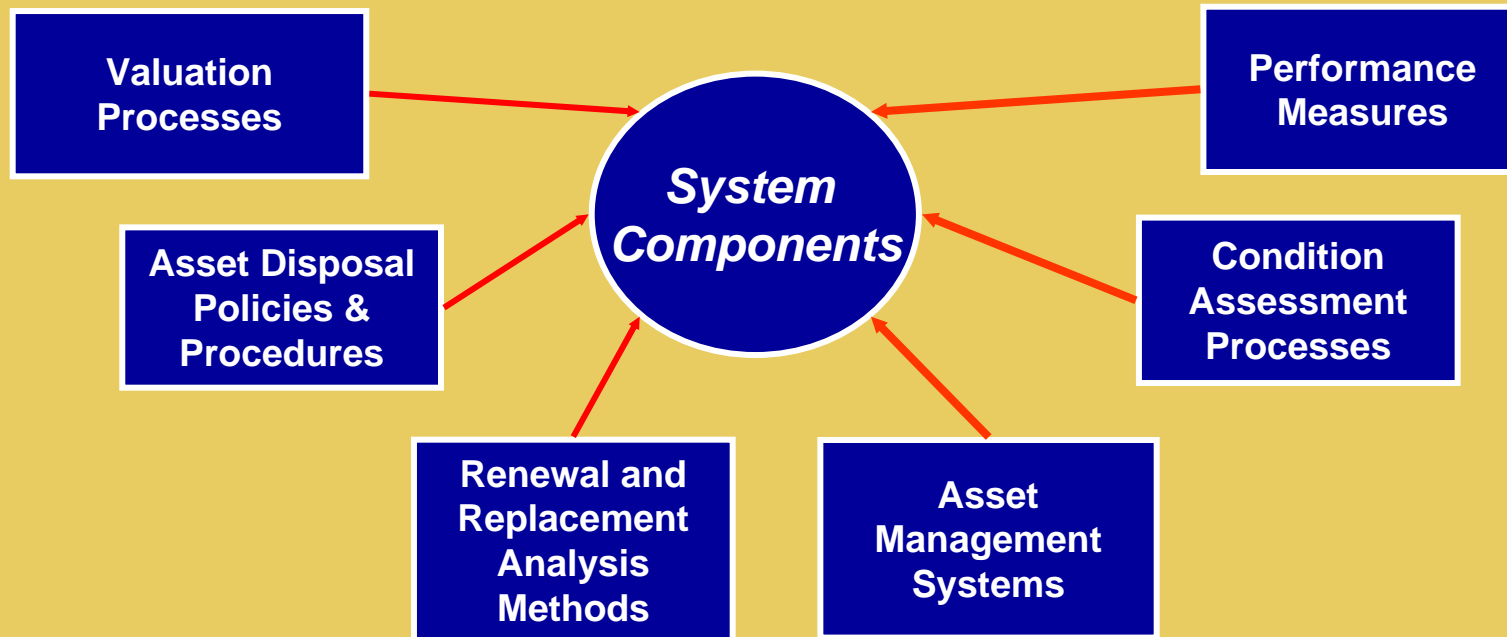 Valuation
Processes
Performance
Measures
System
Components
Asset Disposal
Policies &
Procedures
Condition
Assessment
Processes
Renewal and
Replacement
Analysis
Methods
Asset
Management
Systems